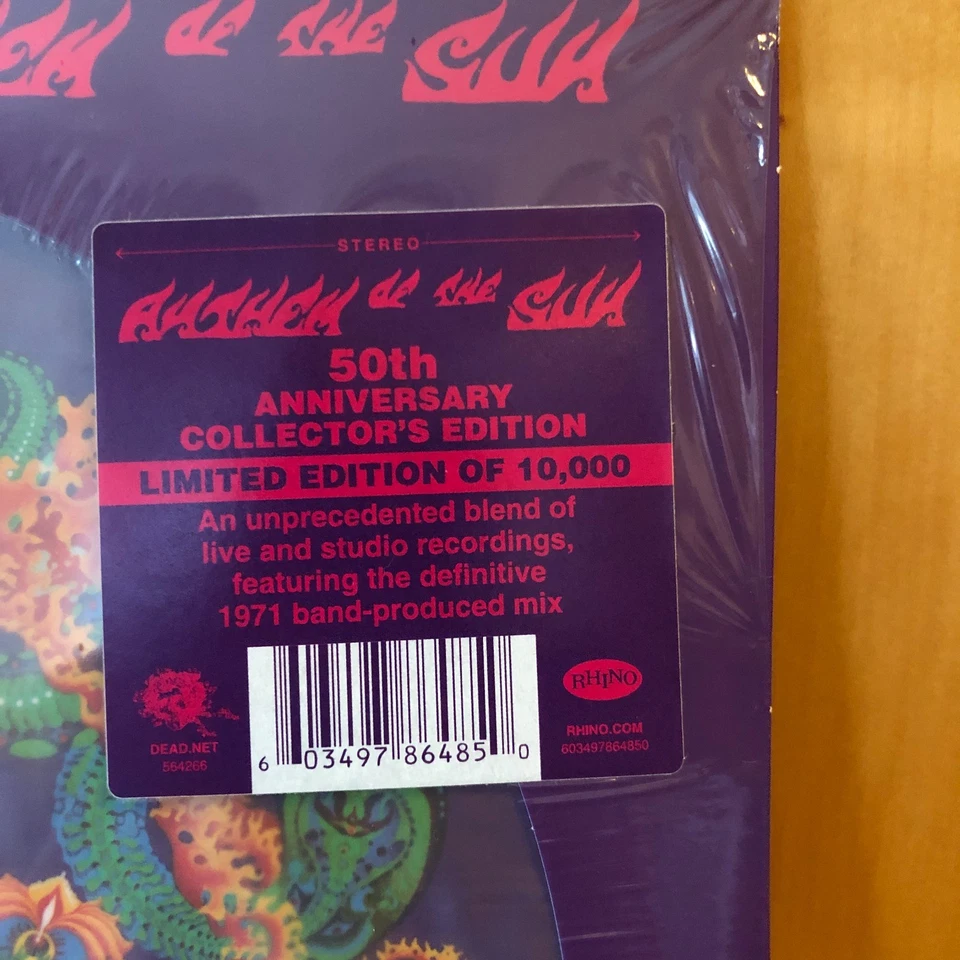 EM OF THE SUN
STEREO
ANTHEM OF THE SUN
50th
ANNIVERSARY
COLLECTOR'S EDITION
LIMITED EDITION OF 10,000
An unprecedented blend of
live and studio recordings,
featuring the definitive
1971 band-produced mix
RHINO
DEAD.NET
564266
6 03497 86485 0
RHINO.COM
603497864850